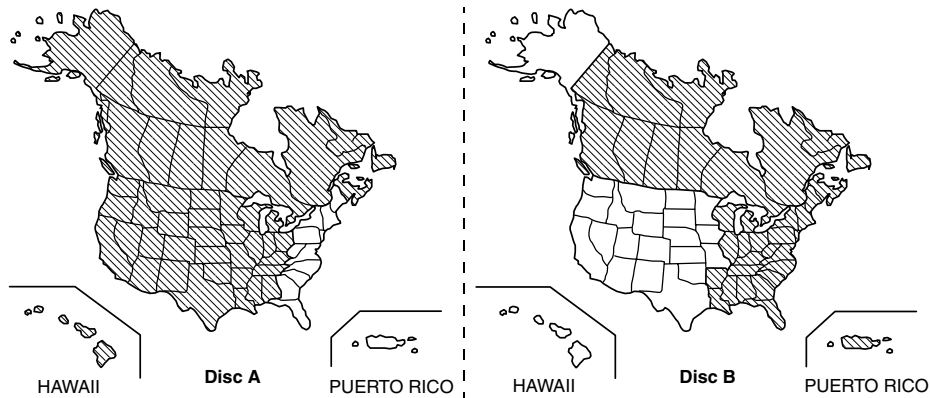 HAWAII
Disc A
PUERTO RICO
HAWAII
Disc B
PUERTO RICO